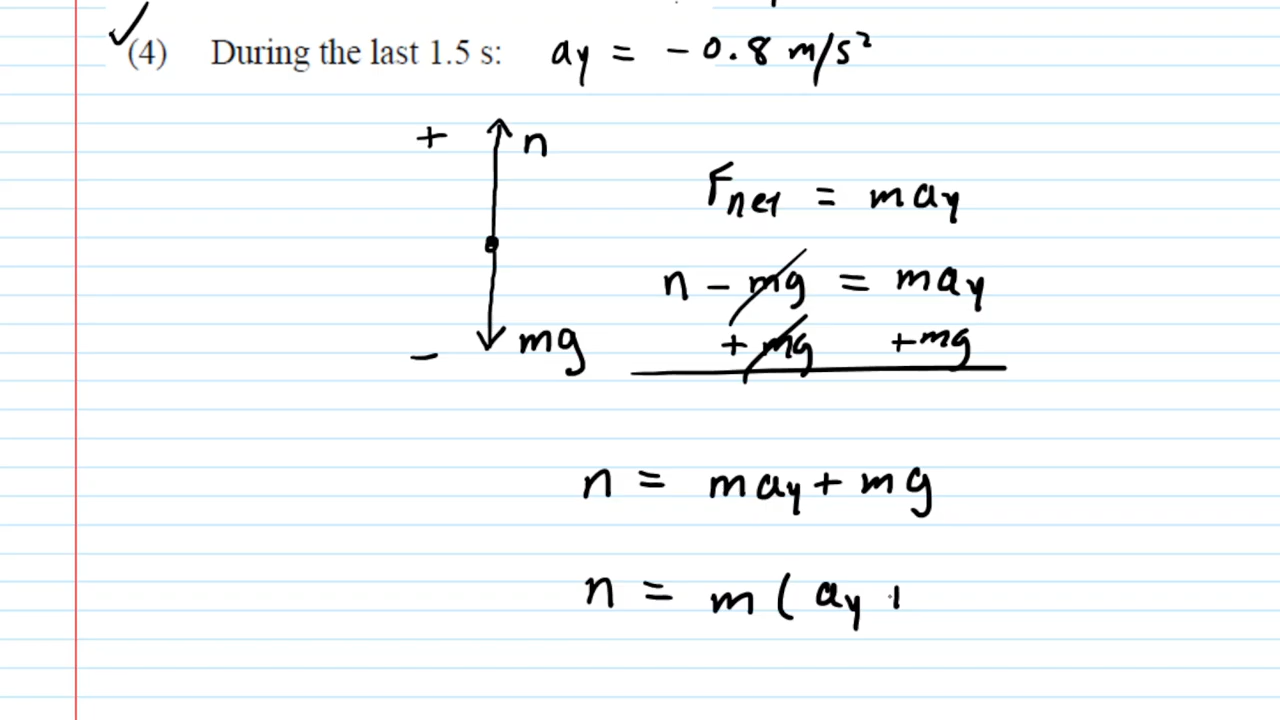 (4) During the last 1.5 s: ay = - 0.8 m/s²
+ n
Fnet = may
n - mg = may
- mg +mg +mg
n = may + mg
n = m ( ay